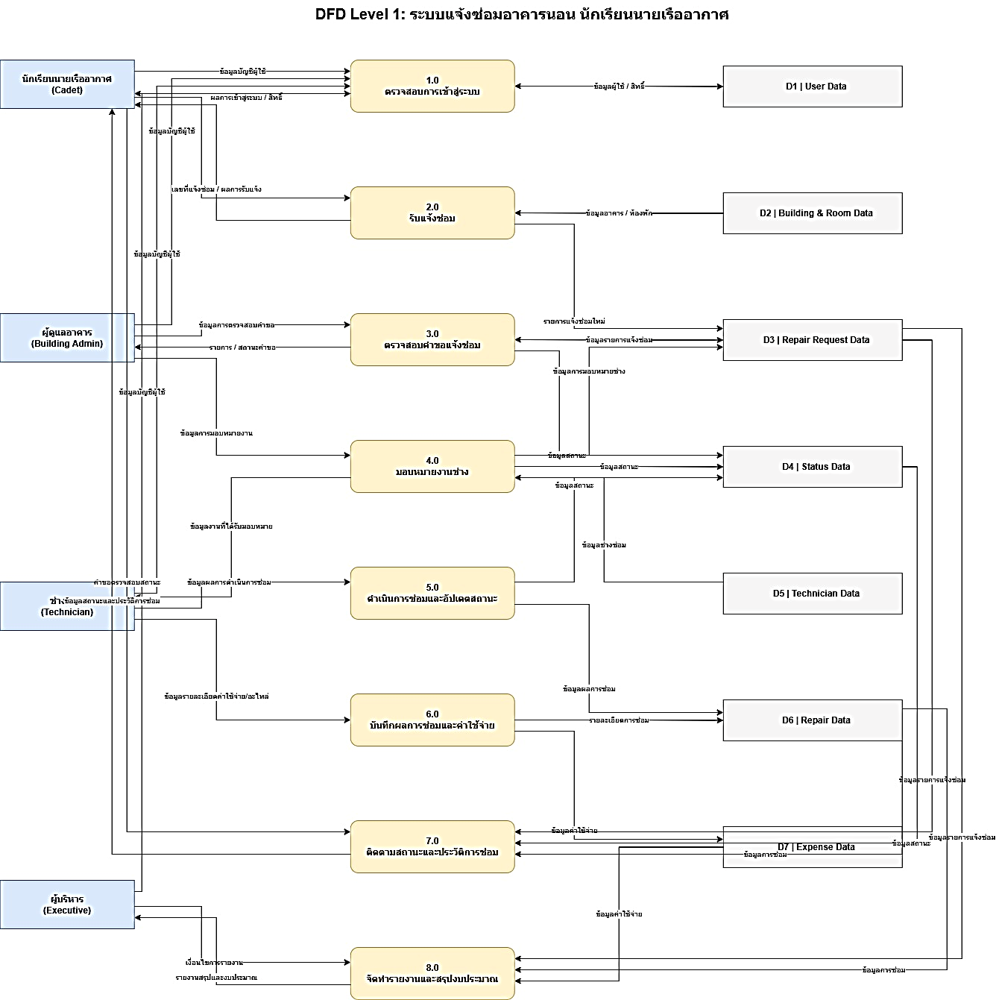 DFD Level 1: ระบบแจ้งซ่อมอาคารนอน นักเรียนนายเรืออากาศ
นักเรียนนายเรืออากาศ
(Cadet)
ข้อมูลบัญชีผู้ใช้
ผลการเข้าสู่ระบบ / สิทธิ์
1.0
ตรวจสอบการเข้าสู่ระบบ
ข้อมูลผู้ใช้ / สิทธิ์
D1 | User Data
ข้อมูลบัญชีผู้ใช้
เลขที่แจ้งซ่อม / ผลการรับแจ้ง
2.0
รับแจ้งซ่อม
ข้อมูลอาคาร / ห้องพัก
D2 | Building & Room Data
ข้อมูลบัญชีผู้ใช้
ผู้ดูแลอาคาร
(Building Admin)
ข้อมูลการตรวจสอบคำขอ
รายการ / สถานะคำขอ
3.0
ตรวจสอบคำขอแจ้งซ่อม
รายการแจ้งซ่อมใหม่
ข้อมูลรายการแจ้งซ่อม
D3 | Repair Request Data
ข้อมูลการมอบหมายช่าง
ข้อมูลบัญชีผู้ใช้
ข้อมูลการมอบหมายงาน
4.0
มอบหมายงานช่าง
ข้อมูลสถานะ
ข้อมูลสถานะ
ข้อมูลสถานะ
D4 | Status Data
ข้อมูลงานที่ได้รับมอบหมาย
ข้อมูลช่างซ่อม
คำขอตรวจสอบสถานะ
ข้อมูลผลการดำเนินการซ่อม
ช่าง
ข้อมูลสถานะและประวัติการซ่อม
(Technician)
5.0
ดำเนินการซ่อมและอัปเดตสถานะ
D5 | Technician Data
ข้อมูลผลการซ่อม
ข้อมูลรายละเอียดค่าใช้จ่าย/อะไหล่
6.0
บันทึกผลการซ่อมและค่าใช้จ่าย
รายละเอียดการซ่อม
D6 | Repair Data
ข้อมูลรายการแจ้งซ่อม
7.0
ติดตามสถานะและประวัติการซ่อม
ข้อมูลค่าใช้จ่าย
D7 | Expense Data
ข้อมูลการซ่อม
ข้อมูลสถานะ
ข้อมูลรายการแจ้งซ่อม
ผู้บริหาร
(Executive)
ข้อมูลค่าใช้จ่าย
เงื่อนไขการรายงาน
รายงานสรุปและงบประมาณ
8.0
จัดทำรายงานและสรุปงบประมาณ
ข้อมูลการซ่อม